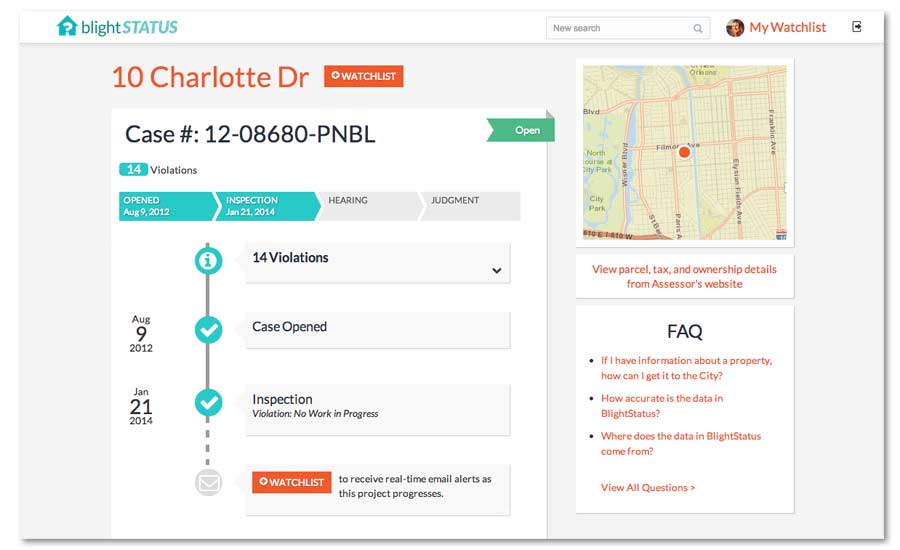 blightSTATUS
New search
My Watchlist
10 Charlotte Dr
WATCHLIST
Case #: 12-08680-PNBL
Open
14 Violations
OPENED
Aug 9, 2012
INSPECTION
Jan 21, 2014
HEARING
JUDGMENT
14 Violations
Aug
9
2012
Case Opened
Jan
21
2014
Inspection
Violation: No Work in Progress
WATCHLIST to receive real-time email alerts as
this project progresses.
New
Orleans
Blvd
North
Course at
City Park
City
Park
Wisner Blvd
Filmore Ave
Franklin Ave
Elysian Fields Ave
Paris A
St Be
610 E I 610 W
View parcel, tax, and ownership details
from Assessor's website
FAQ
• If I have information about a property,
how can I get it to the City?
• How accurate is the data in
BlightStatus?
• Where does the data in BlightStatus
come from?
View All Questions >